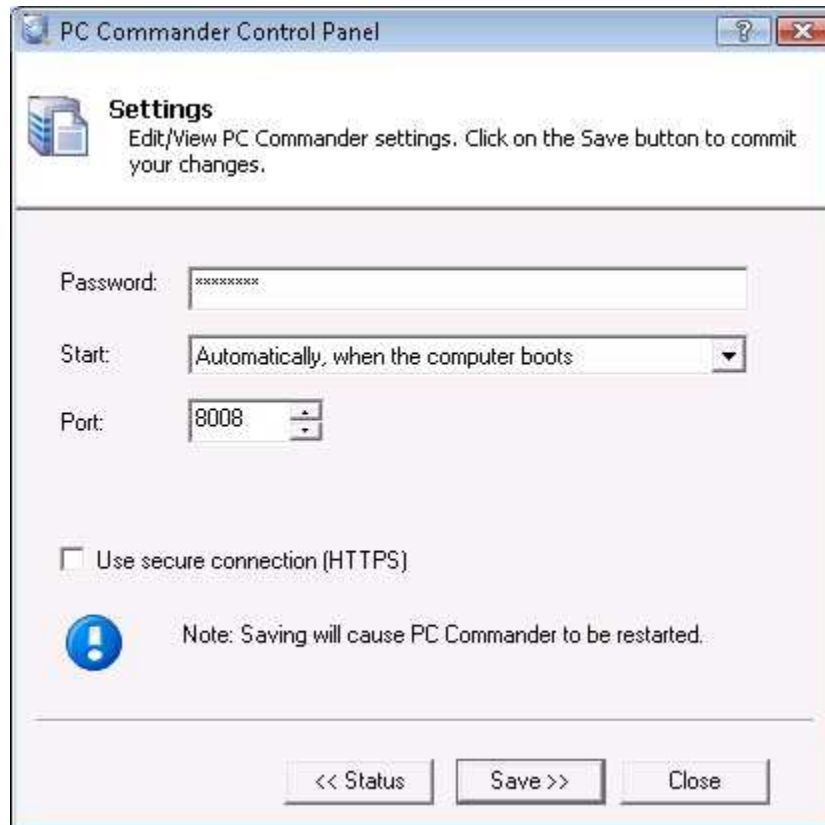 PC Commander Control Panel
?
Settings
Edit/View PC Commander settings. Click on the Save button to commit
your changes.
Password: ********
Start: Automatically, when the computer boots
Port: 8008
Use secure connection (HTTPS)
Note: Saving will cause PC Commander to be restarted.
<< Status Save >> Close